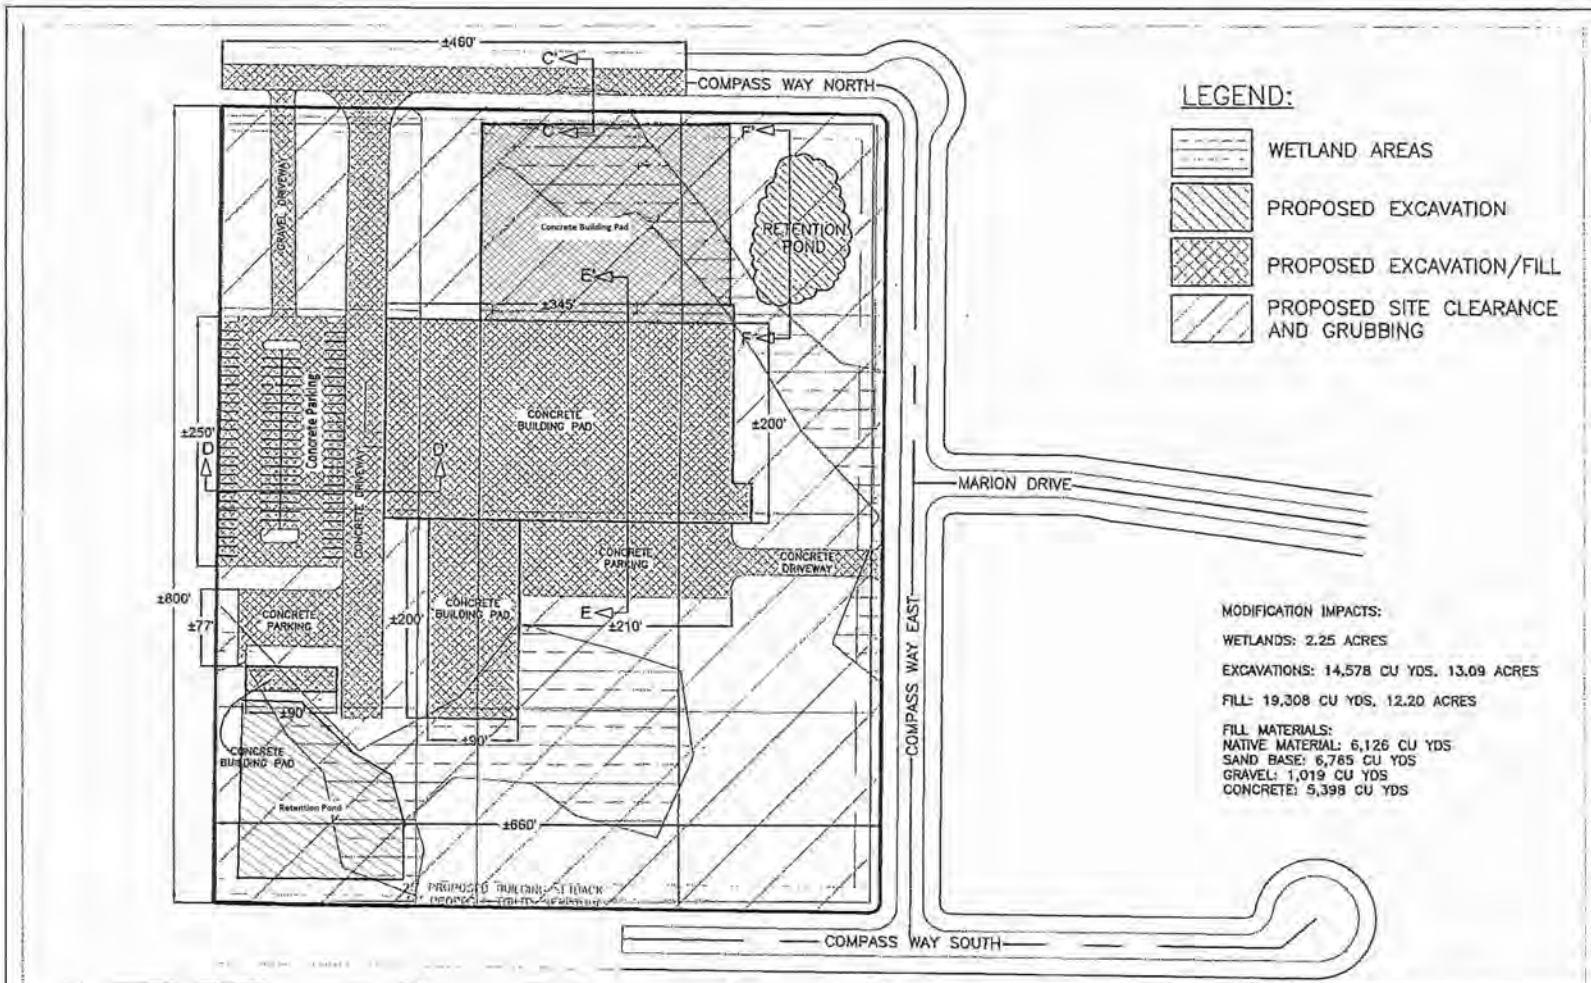 ±460'
C'
COMPASS WAY NORTH
C
F'
GRAVEL DRIVEWAY
Concrete Building Pad
RETENTION
POND
E'
±345'
F
Concrete Parking
CONCRETE
BUILDING PAD
±200'
±250'
D
D'
CONCRETE DRIVEWAY
MARION DRIVE
CONCRETE
PARKING
CONCRETE
DRIVEWAY
±800'
±77'
CONCRETE
PARKING
±200'
CONCRETE
BUILDING PAD
E
±210'
COMPASS WAY EAST
±90'
±90'
CONCRETE
BUILDING PAD
Retention Pond
±660'
25' PROPOSED BUILDING SETBACK
COMPASS WAY SOUTH
LEGEND:
WETLAND AREAS
PROPOSED EXCAVATION
PROPOSED EXCAVATION/FILL
PROPOSED SITE CLEARANCE
AND GRUBBING
MODIFICATION IMPACTS:
WETLANDS: 2.25 ACRES
EXCAVATIONS: 14,578 CU YDS, 13.09 ACRES
FILL: 19,308 CU YDS, 12.20 ACRES
FILL MATERIALS:
NATIVE MATERIAL: 6,126 CU YDS
SAND BASE: 6,765 CU YDS
GRAVEL: 1,019 CU YDS
CONCRETE: 5,398 CU YDS